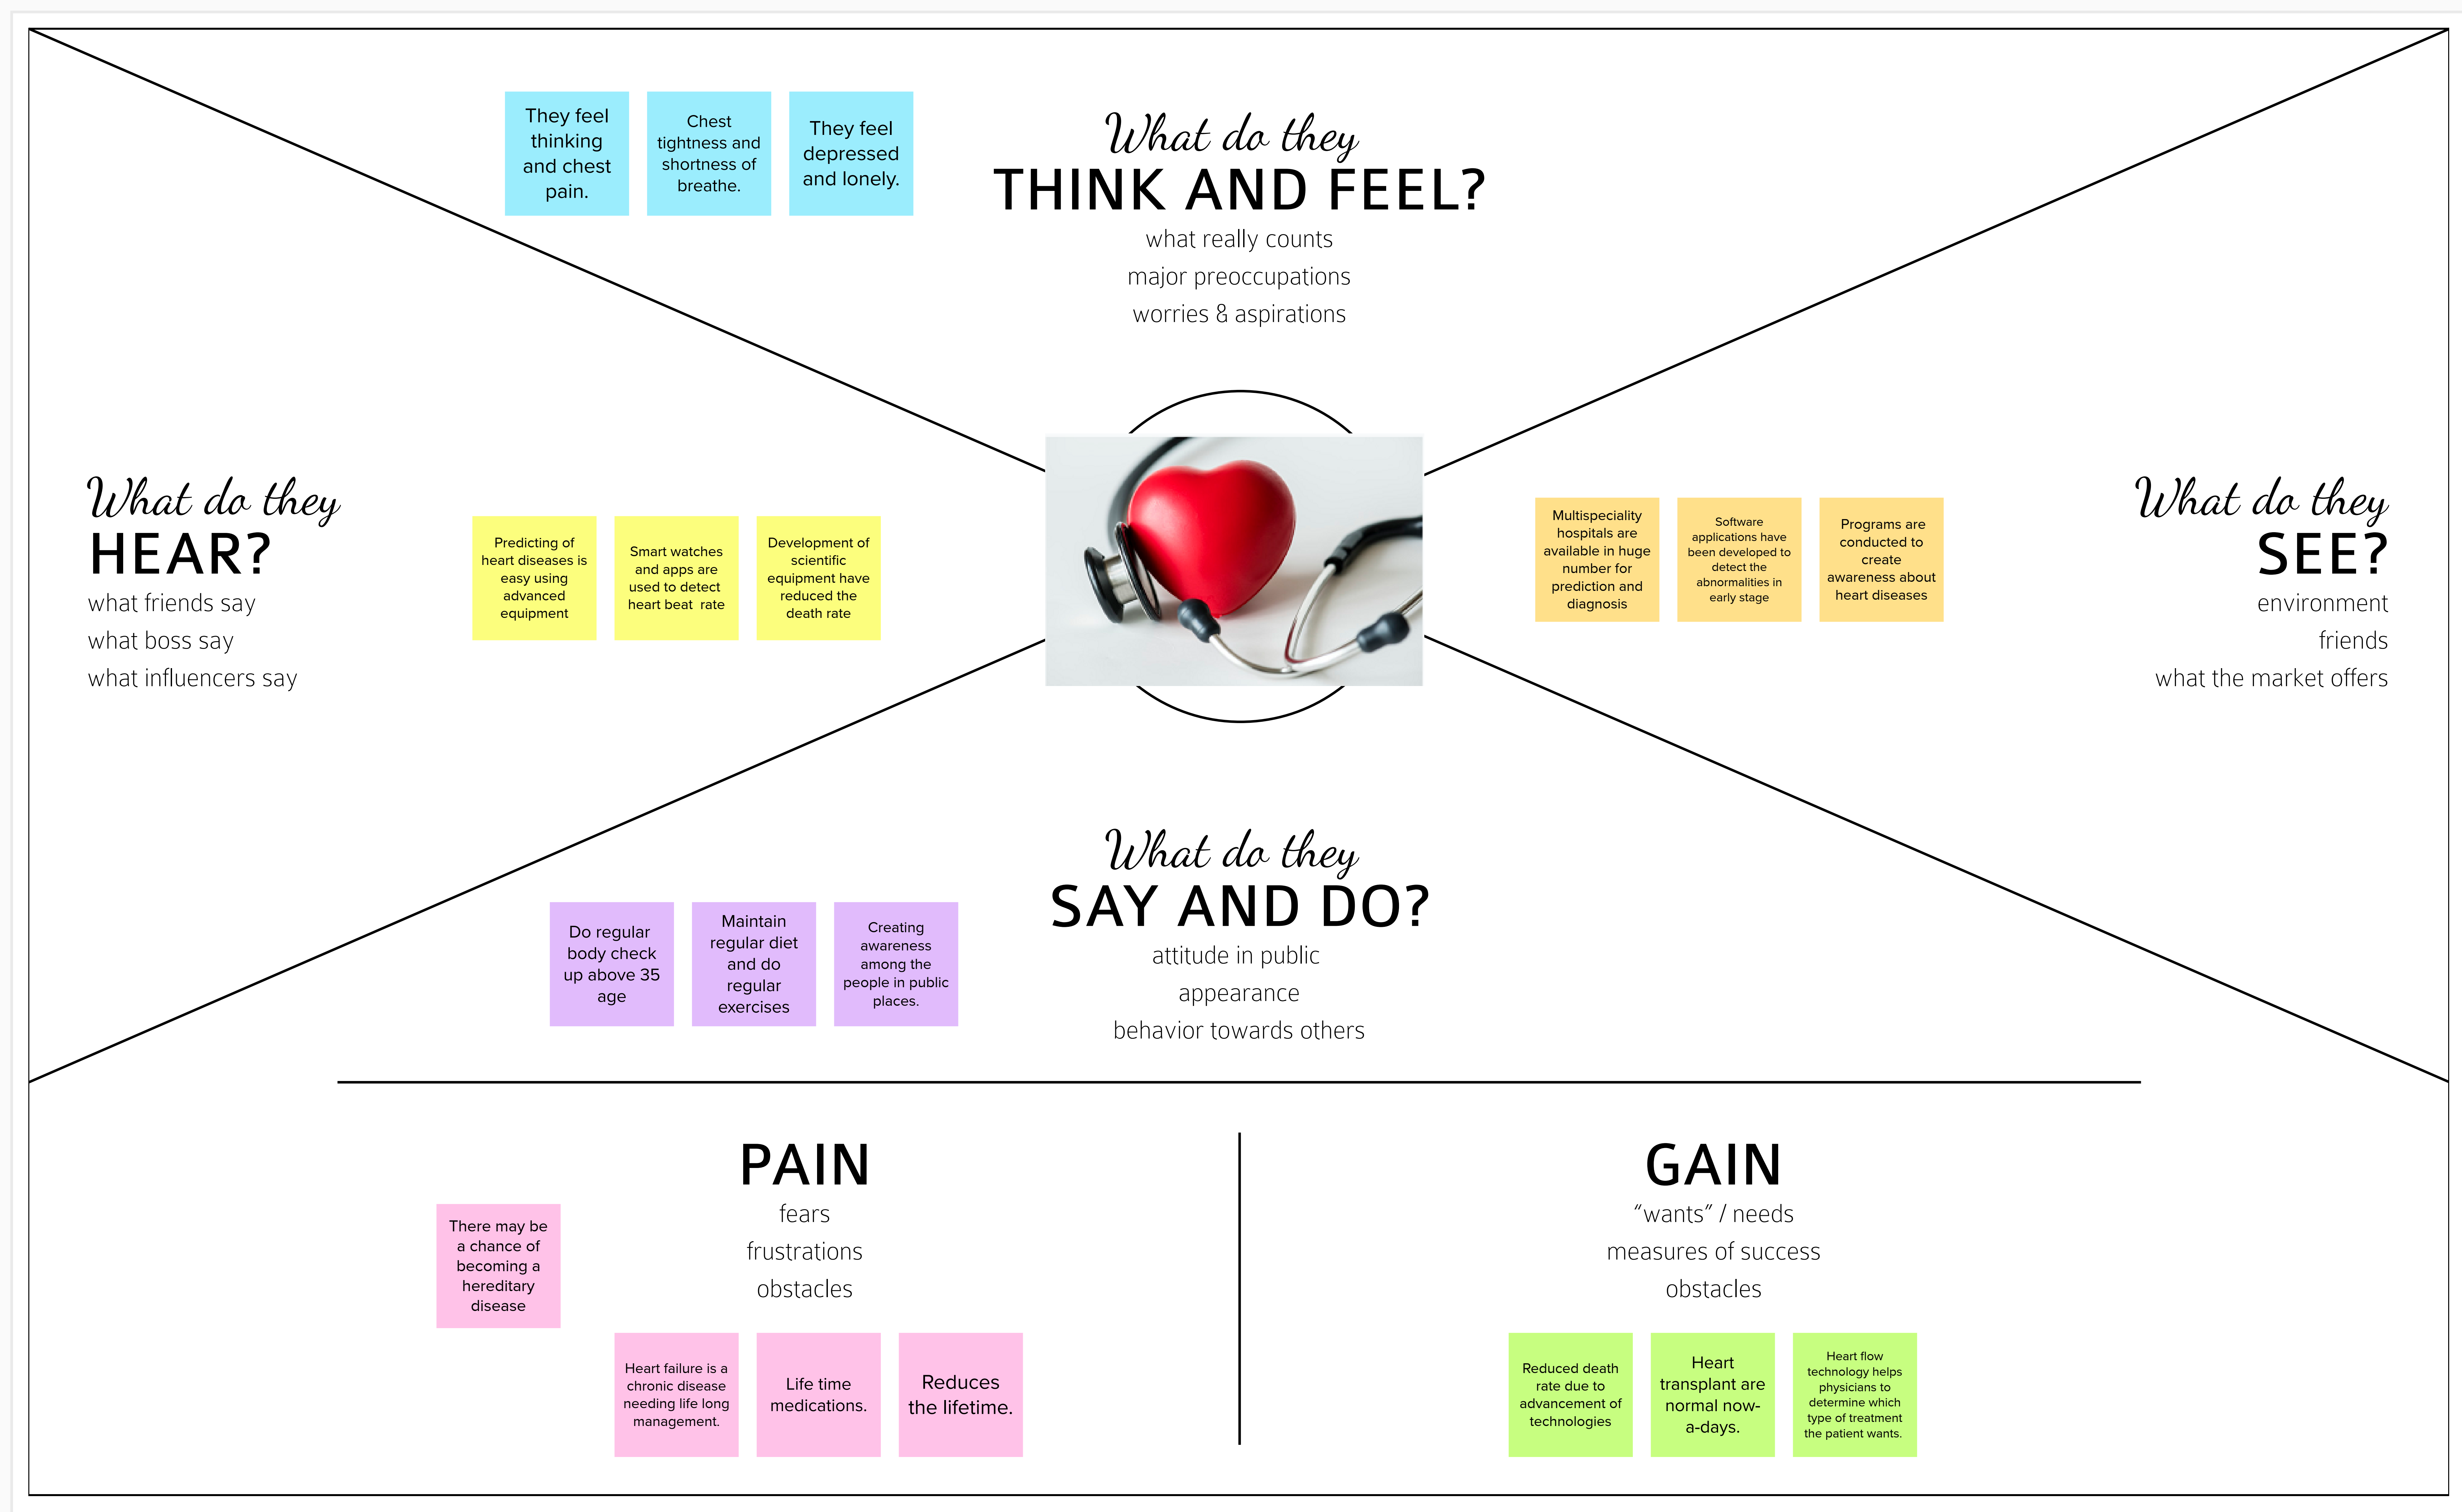 They feel
thinking
and chest
pain.
Chest
tightness and
shortness of
breathe.
They feel
depressed
and lonely.
What do they
THINK AND FEEL?
what really counts
major preoccupations
worries & aspirations
What do they
HEAR?
what friends say
what boss say
what influencers say
Predicting of
heart diseases is
easy using
advanced
equipment
Smart watches
and apps are
used to detect
heart beat  rate
Development of
scientific
equipment have
reduced the
death rate
Multispeciality
hospitals are
available in huge
number for
prediction and
diagnosis
Software
applications have
been developed to
detect the
abnormalities in
early stage
Programs are
conducted to
create
awareness about
heart diseases
What do they
SEE?
environment
friends
what the market offers
What do they
SAY AND DO?
attitude in public
appearance
behavior towards others
Do regular
body check
up above 35
age
Maintain
regular diet
and do
regular
exercises
Creating
awareness
among the
people in public
places.
PAIN
fears
frustrations
obstacles
There may be
a chance of
becoming a
hereditary
disease
Heart failure is a
chronic disease
needing life long
management.
Life time
medications.
Reduces
the lifetime.
GAIN
“wants” / needs
measures of success
obstacles
Reduced death
rate due to
advancement of
technologies
Heart
transplant are
normal now-
a-days.
Heart flow
technology helps
physicians to
determine which
type of treatment
the patient wants.